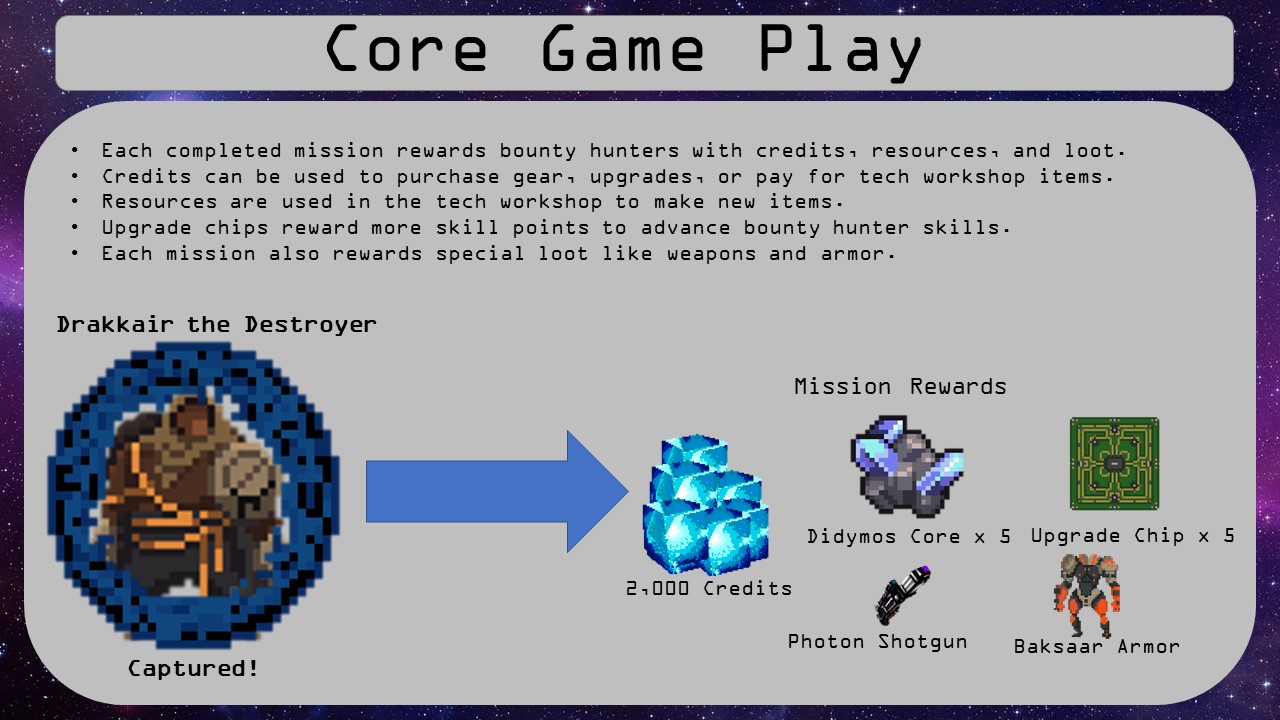 Core Game Play
• Each completed mission rewards bounty hunters with credits, resources, and loot.
• Credits can be used to purchase gear, upgrades, or pay for tech workshop items.
• Resources are used in the tech workshop to make new items.
• Upgrade chips reward more skill points to advance bounty hunter skills.
• Each mission also rewards special loot like weapons and armor.
Drakkair the Destroyer
Captured!
2,000 Credits
Mission Rewards
Didymos Core x 5
Upgrade Chip x 5
Photon Shotgun
Baksaar Armor